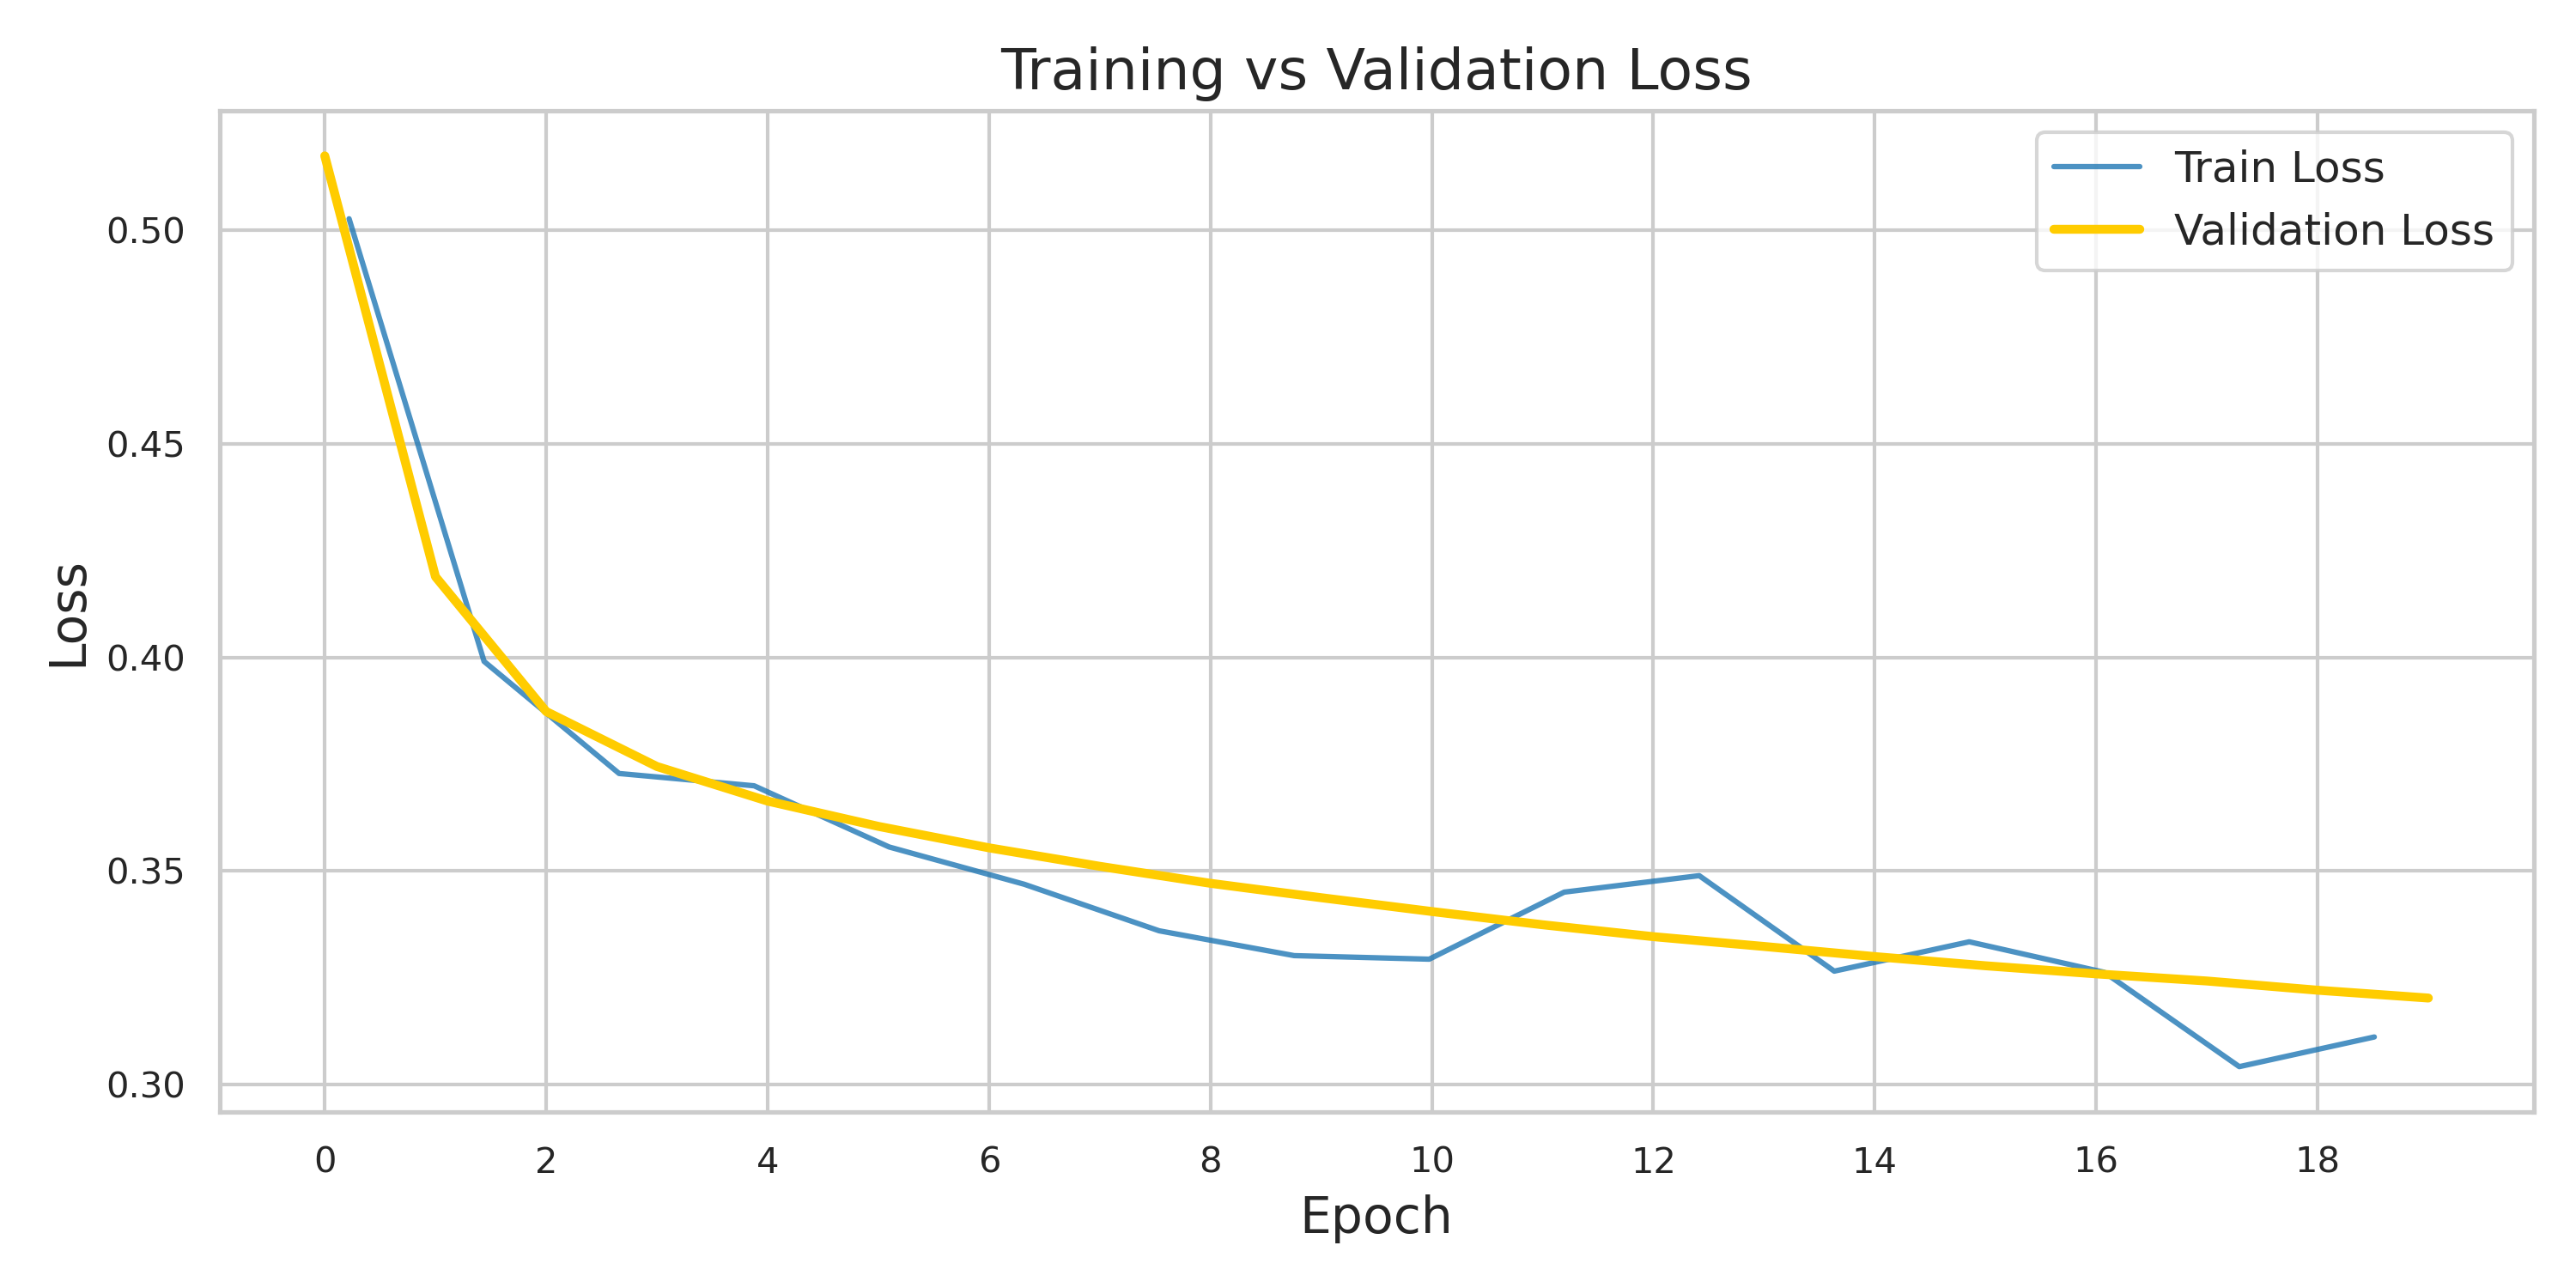 Training vs Validation Loss
Train Loss
Validation Loss
0.50
0.45
0.40
0.35
0.30
Loss
0 2 4 6 8 10 12 14 16 18
Epoch